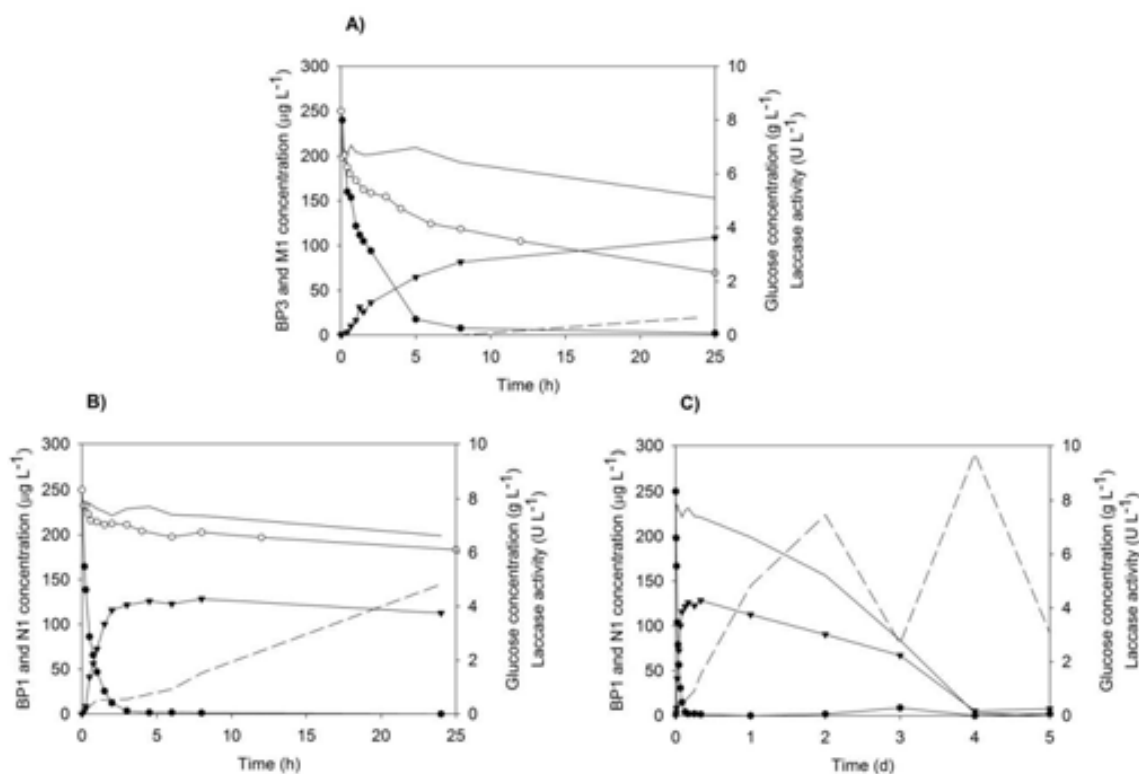 A)
BP3 and M1 concentration (µg L⁻¹)
300
250
200
150
100
50
0
10
8
6
4
2
0
Glucose concentration (g L⁻¹)
Laccase activity (U L⁻¹)
0 5 10 15 20 25
Time (h)
B)
BP1 and N1 concentration (µg L⁻¹)
300
250
200
150
100
50
0
10
8
6
4
2
0
Glucose concentration (g L⁻¹)
Laccase activity (U L⁻¹)
0 5 10 15 20 25
Time (h)
C)
BP1 and N1 concentration (µg L⁻¹)
300
250
200
150
100
50
0
10
8
6
4
2
0
Glucose concentration (g L⁻¹)
Laccase activity (U L⁻¹)
0 1 2 3 4 5
Time (d)